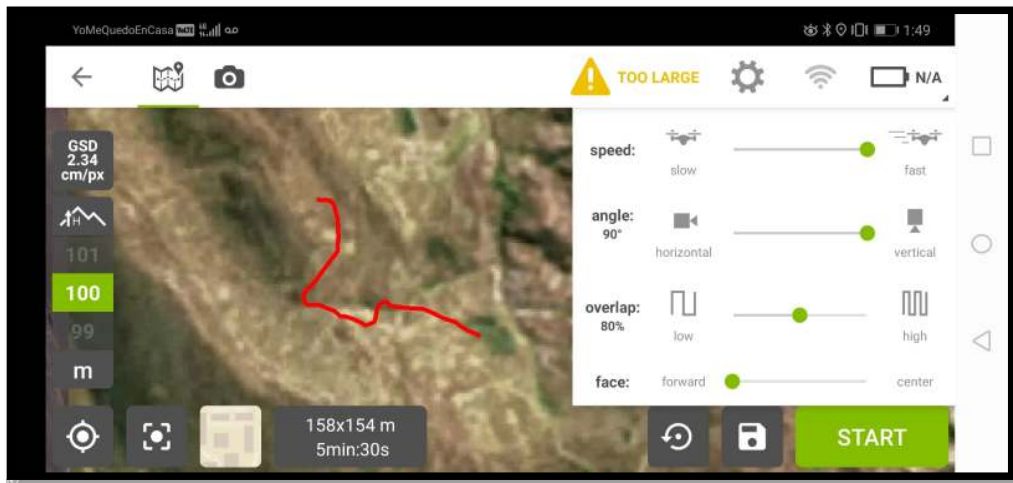 YoMeQuedoEnCasa
1:49
TOO LARGE
N/A
GSD
2.34
cm/px
H
101
100
99
m
speed:
slow
fast
angle:
90°
horizontal
vertical
overlap:
80%
low
high
face:
forward
center
158x154 m
5min:30s
START